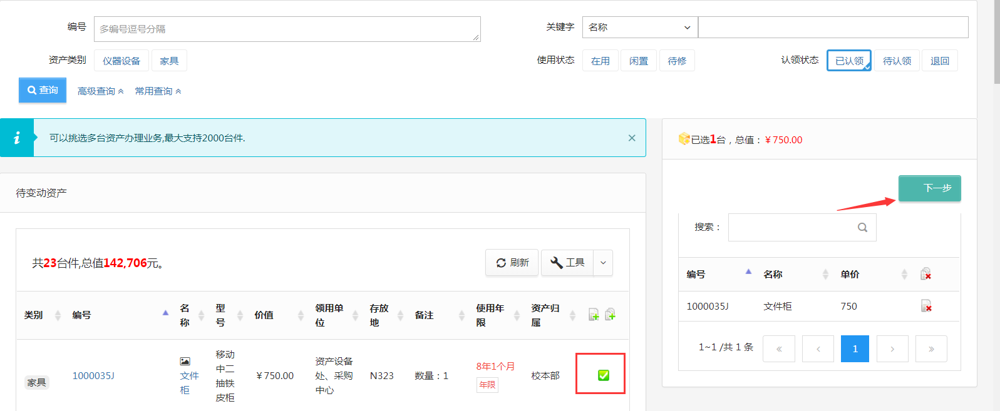 编号 多编号逗号分隔 关键字 名称
资产类别 仪器设备 家具 使用状态 在用 闲置 待修 认领状态 已认领 待认领 退回
查询 高级查询 常用查询
i 可以挑选多台资产办理业务,最大支持2000台件. ×
已选1台，总值：￥750.00
待变动资产
下一步
搜索：
共23台件,总值142,706元。 刷新 工具
编号 名称 单价
1000035J 文件柜 750
1~1 /共 1 条 « ‹ 1 › »
类别 编号 名称 型号 价值 领用单位 存放地 备注 使用年限 资产归属
家具 1000035J 文件柜 移动中二抽铁皮柜 ￥750.00 资产设备处、采购中心 N323 数量：1 8年1个月 年限 校本部